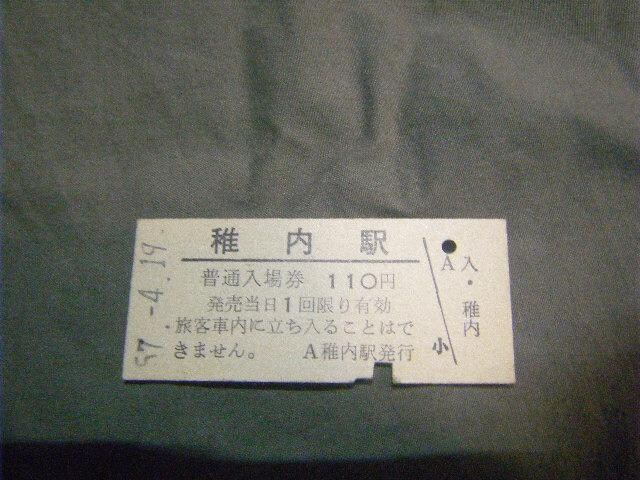 稚内駅
普通入場券 110円
発売当日1回限り有効
旅客車内に立ち入ることはで
きません。 A稚内駅発行
57.-4.19
A
入・稚内
小